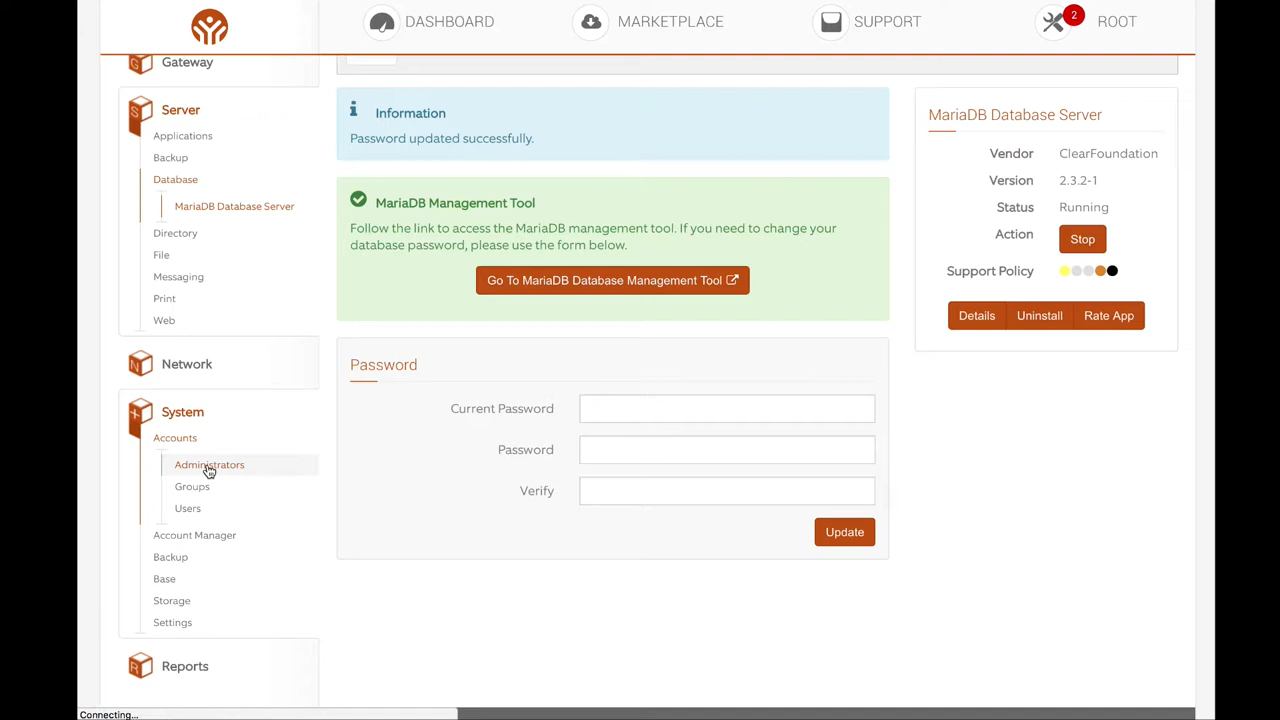 DASHBOARD
MARKETPLACE
SUPPORT
2
ROOT
Gateway
Server
Applications
Backup
Database
MariaDB Database Server
Directory
File
Messaging
Print
Web
Network
System
Accounts
Administrators
Groups
Users
Account Manager
Backup
Base
Storage
Settings
Reports
Information
Password updated successfully.
MariaDB Management Tool
Follow the link to access the MariaDB management tool. If you need to change your
database password, please use the form below.
Go To MariaDB Database Management Tool
Password
Current Password
Password
Verify
Update
MariaDB Database Server
Vendor ClearFoundation
Version 2.3.2-1
Status Running
Action Stop
Support Policy
Details Uninstall Rate App
Connecting...